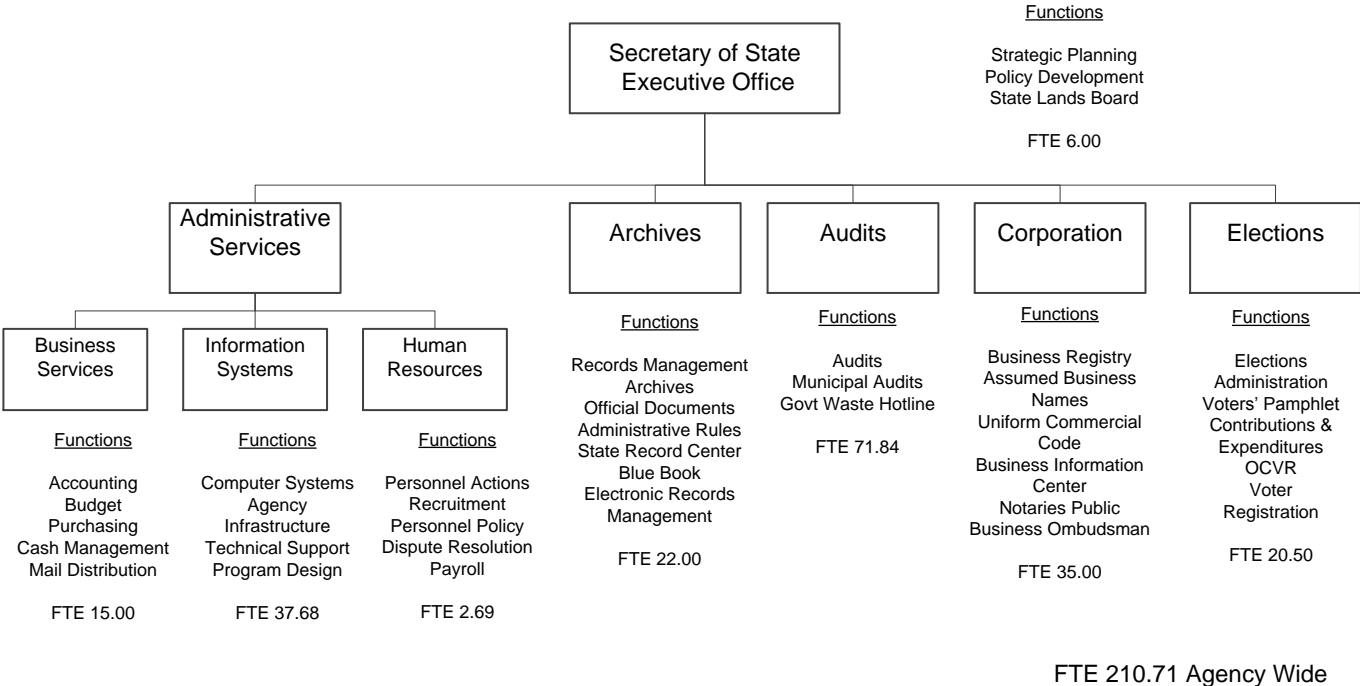 Secretary of State
Executive Office
Functions
Strategic Planning
Policy Development
State Lands Board
FTE 6.00
Administrative
Services
Business
Services
Functions
Accounting
Budget
Purchasing
Cash Management
Mail Distribution
FTE 15.00
Information
Systems
Functions
Computer Systems
Agency
Infrastructure
Technical Support
Program Design
FTE 37.68
Human
Resources
Functions
Personnel Actions
Recruitment
Personnel Policy
Dispute Resolution
Payroll
FTE 2.69
Archives
Functions
Records Management
Archives
Official Documents
Administrative Rules
State Record Center
Blue Book
Electronic Records
Management
FTE 22.00
Audits
Functions
Audits
Municipal Audits
Govt Waste Hotline
FTE 71.84
Corporation
Functions
Business Registry
Assumed Business
Names
Uniform Commercial
Code
Business Information
Center
Notaries Public
Business Ombudsman
FTE 35.00
Elections
Functions
Elections
Administration
Voters’ Pamphlet
Contributions &
Expenditures
OCVR
Voter
Registration
FTE 20.50
FTE 210.71 Agency Wide